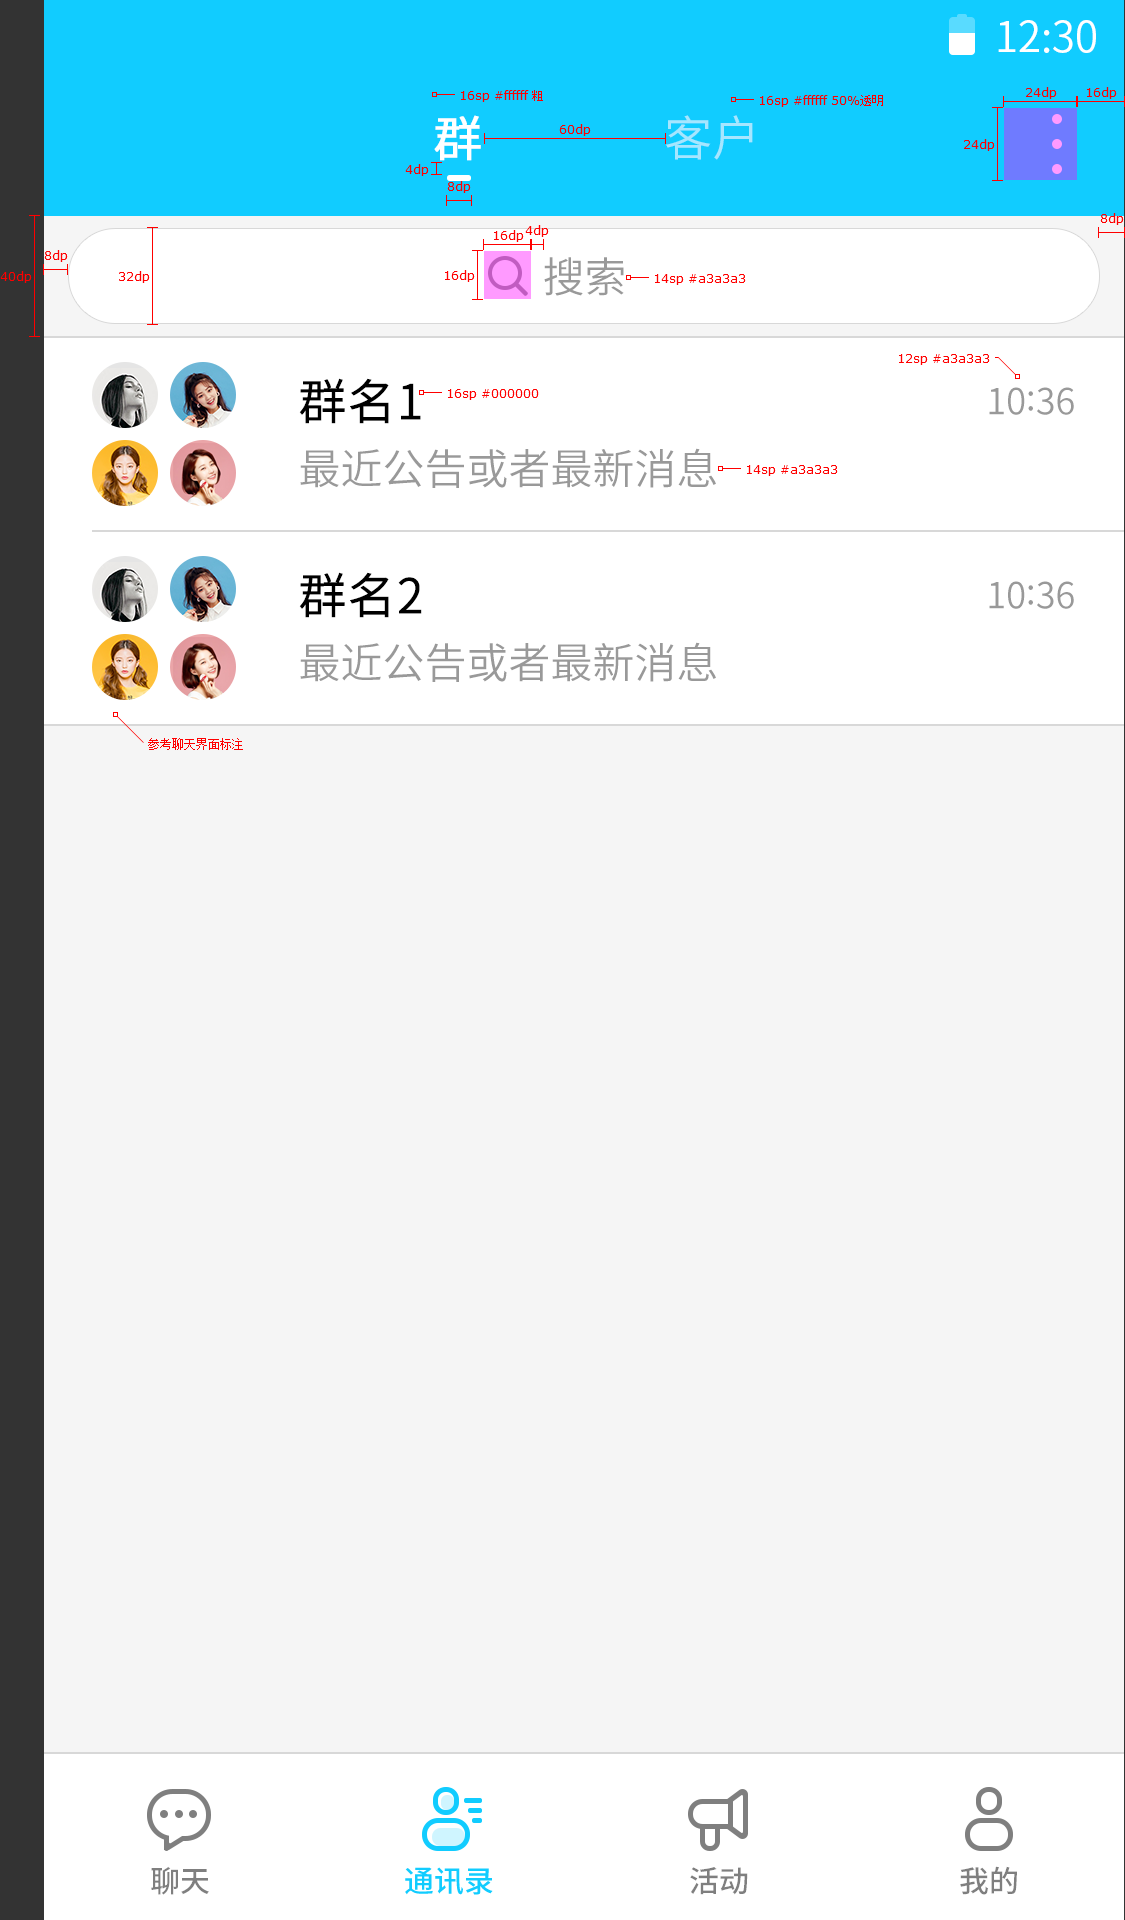 12:30
16sp #ffffff 粗
16sp #ffffff 50%透明
24dp
16dp
群
60dp
客户
24dp
4dp
8dp
8dp
40dp
8dp
32dp
16dp
4dp
16dp
搜索
14sp #a3a3a3
12sp #a3a3a3
群名1
16sp #000000
10:36
最近公告或者最新消息
14sp #a3a3a3
群名2
10:36
最近公告或者最新消息
参考聊天界面标注
聊天
通讯录
活动
我的